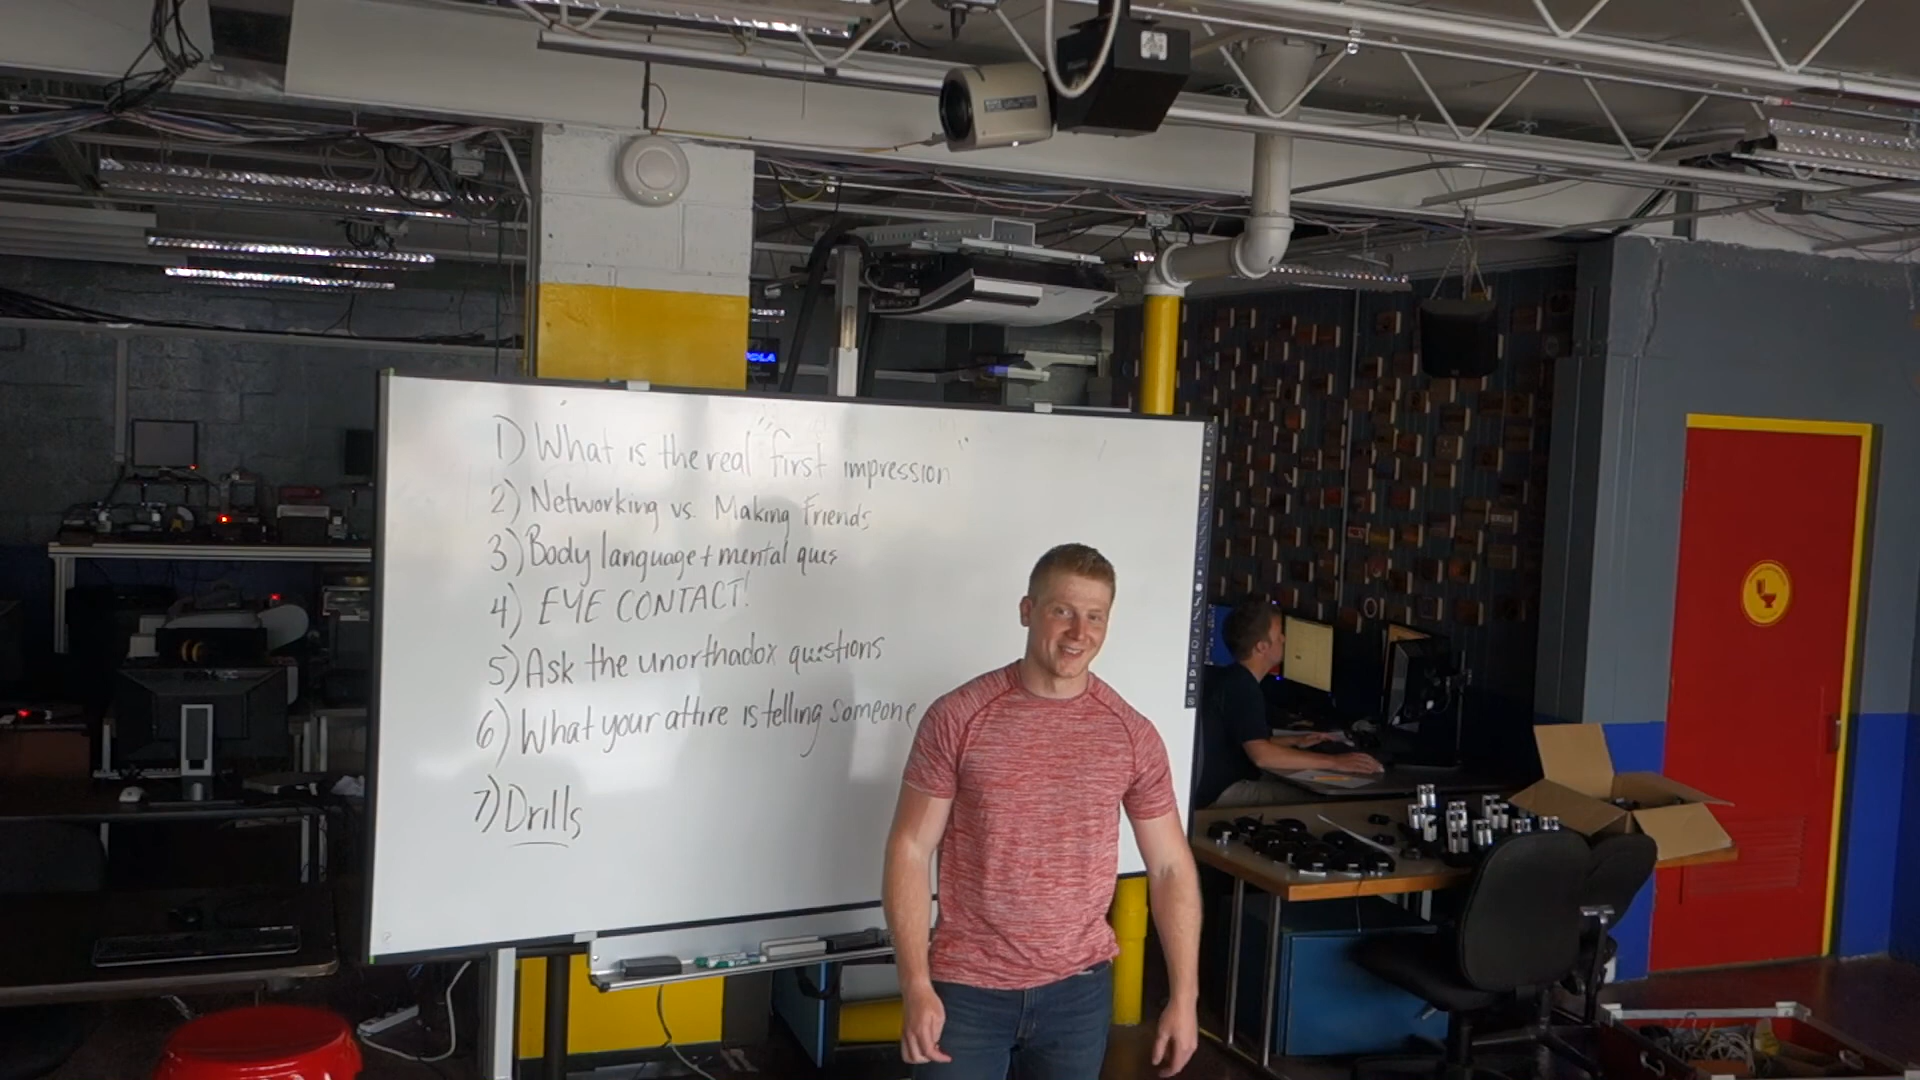 1) What is the real "first impression"
2) Networking vs. Making Friends
3) Body language + mental ques
4) EYE CONTACT!
5) Ask the unorthadox questions
6) What your attire is telling someone
7) Drills